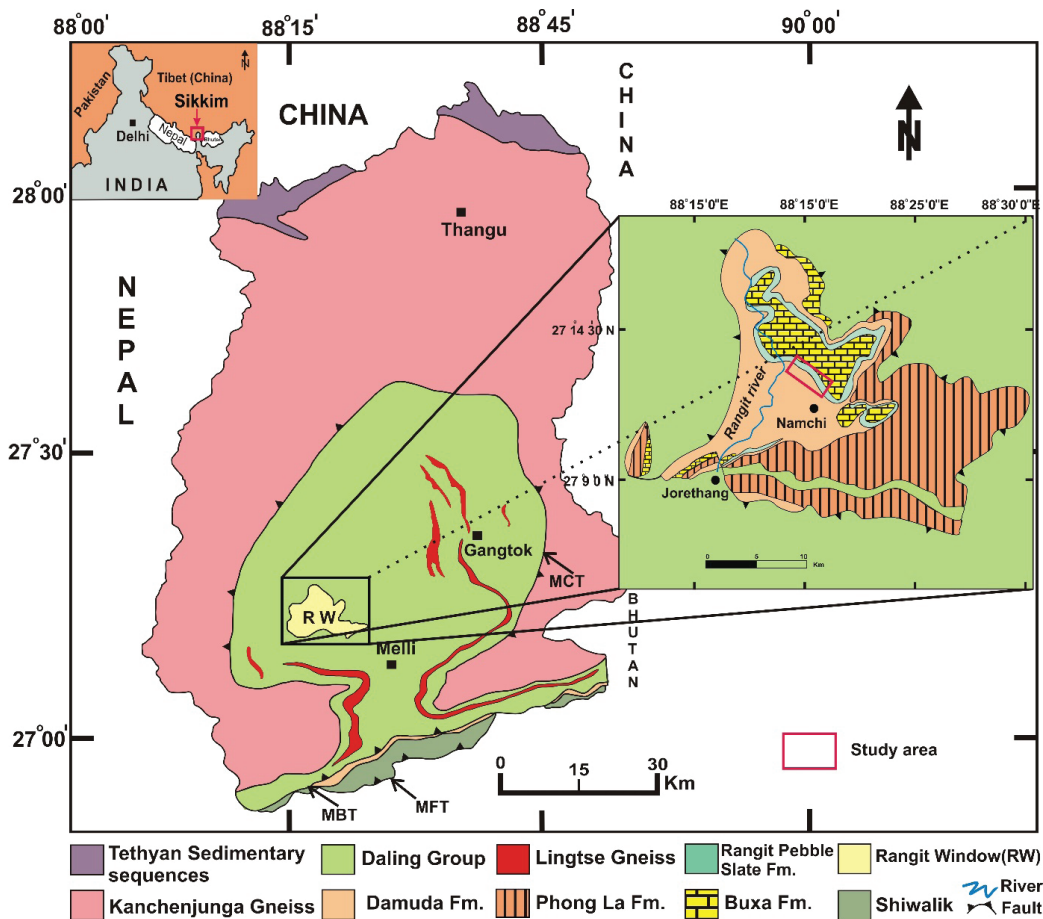 88°00'
88°15'
88°45'
90°00'
Pakistan
Tibet (China)
N
Sikkim
Delhi
Nepal
Bhutan
INDIA
CHINA
CHINA
N
28°00'
Thangu
NEPAL
88°15'0"E
88°15'0"E
88°25'0"E
88°30'0"E
27 14 30 N
Rangit river
Namchi
27°30'
27 9 0 N
Jorethang
0 5 10
Km
Gangtok
MCT
RW
Melli
BHUTAN
27°00'
Study area
0 15 30
Km
MBT
MFT
Tethyan Sedimentary
sequences
Daling Group
Lingtse Gneiss
Rangit Pebble
Slate Fm.
Rangit Window(RW)
Kanchenjunga Gneiss
Damuda Fm.
Phong La Fm.
Buxa Fm.
Shiwalik
River
Fault